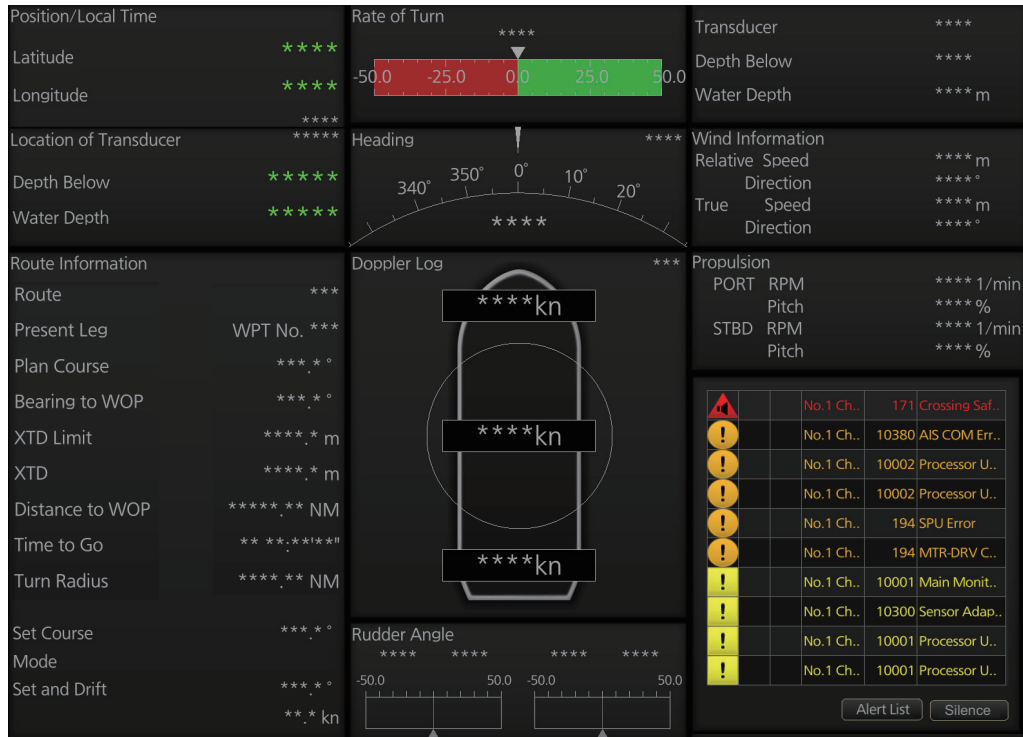 Position/Local Time
Latitude ****
Longitude ****
****
Location of Transducer *****
Depth Below *****
Water Depth *****
Route Information
Route ***
Present Leg WPT No. ***
Plan Course ***.* °
Bearing to WOP ***.* °
XTD Limit ****.* m
XTD ****.* m
Distance to WOP *****.** NM
Time to Go ** **:**'**"
Turn Radius ****.** NM
Set Course ***.* °
Mode
Set and Drift ***.* °
**.* kn
Rate of Turn
****
-50.0 -25.0 0.0 25.0 50.0
Heading ****
340° 350° 0° 10° 20°
****
Doppler Log ***
****kn
****kn
****kn
Rudder Angle
**** **** **** ****
-50.0 50.0 -50.0 50.0
Transducer ****
Depth Below ****
Water Depth **** m
Wind Information
Relative Speed **** m
Direction **** °
True Speed **** m
Direction **** °
Propulsion
PORT RPM **** 1/min
Pitch **** %
STBD RPM **** 1/min
Pitch **** %
No.1 Ch.. 171 Crossing Saf..
! No.1 Ch.. 10380 AIS COM Err..
! No.1 Ch.. 10002 Processor U..
! No.1 Ch.. 10002 Processor U..
! No.1 Ch.. 194 SPU Error
! No.1 Ch.. 194 MTR-DRV C..
! No.1 Ch.. 10001 Main Monit..
! No.1 Ch.. 10300 Sensor Adap..
! No.1 Ch.. 10001 Processor U..
! No.1 Ch.. 10001 Processor U..
Alert List Silence